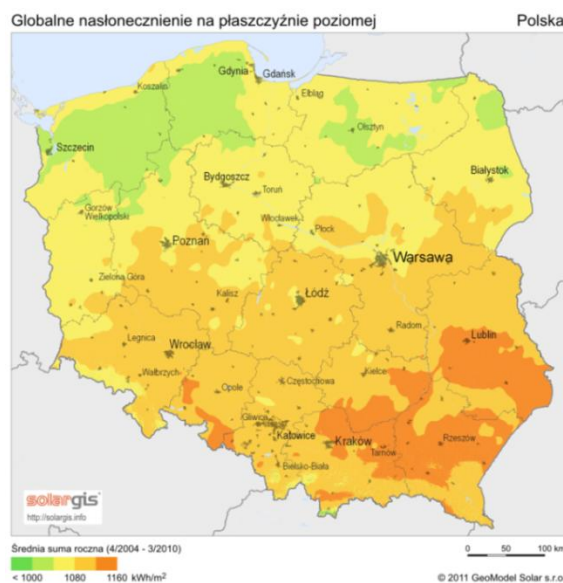 Globalne nasłonecznienie na płaszczyźnie poziomej
Polska
Gdynia
Gdańsk
Koszalin
Elbląg
Olsztyn
Szczecin
Białystok
Bydgoszcz
Toruń
Gorzów
Wielkopolski
Włocławek
Płock
Poznań
Warsawa
Zielona Góra
Łódź
Kalisz
Radom
Lublin
Legnica
Wrocław
Wałbrzych
Opole
Częstochowa
Kielce
Gliwice
Katowice
Kraków
Tarnów
Rzeszów
Bielsko-Biała
solargis
http://solargis.info
Średnia suma roczna (4/2004 - 3/2010)
0 50 100 km
< 1000 1080 1160 kWh/m²
© 2011 GeoModel Solar s.r.o